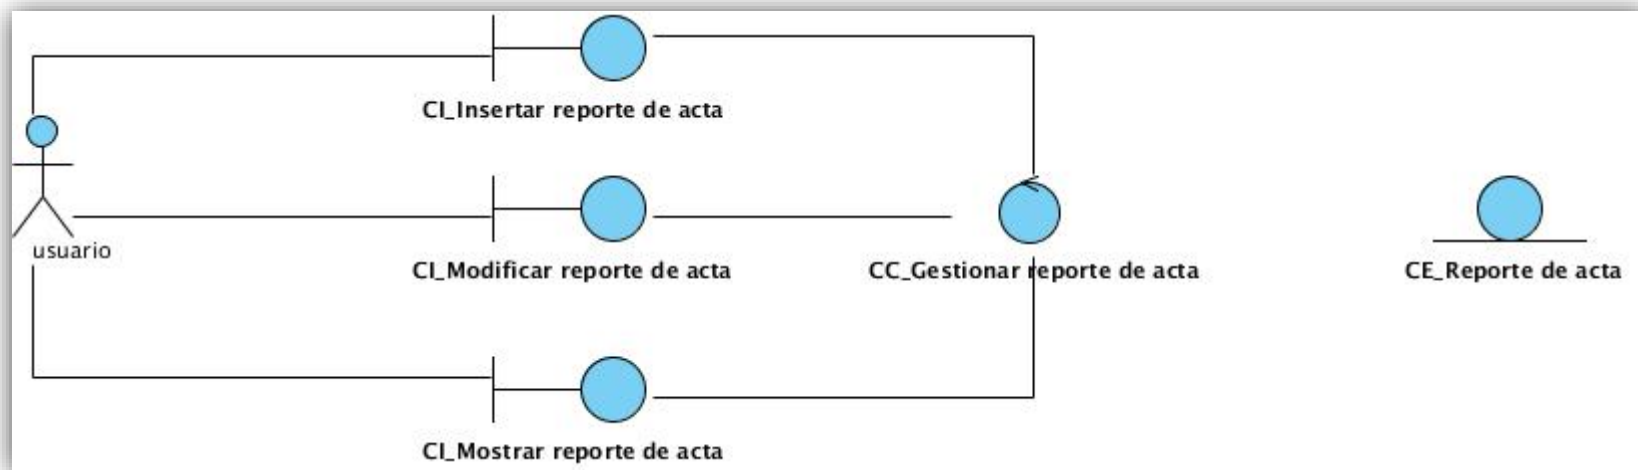 CI_Insertar reporte de acta
usuario
CI_Modificar reporte de acta
CC_Gestionar reporte de acta
CE_Reporte de acta
CI_Mostrar reporte de acta